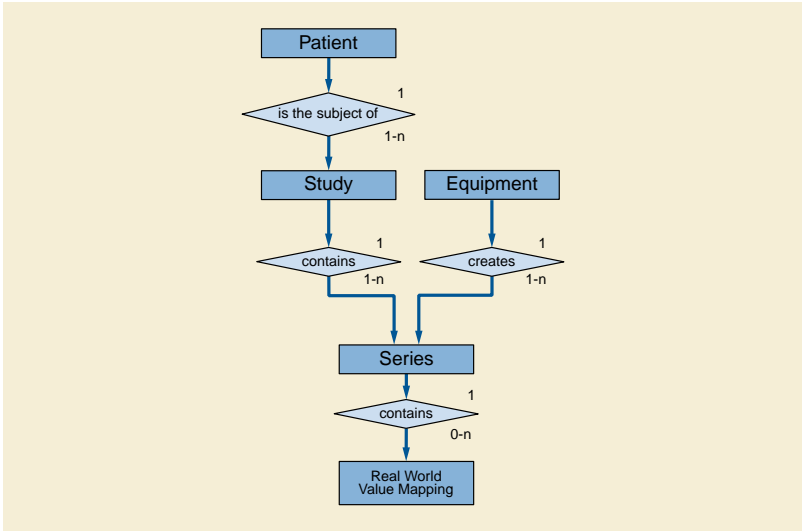 Patient
1
is the subject of
1-n
Study
Equipment
1
1
contains
creates
1-n
1-n
Series
1
contains
0-n
Real World
Value Mapping